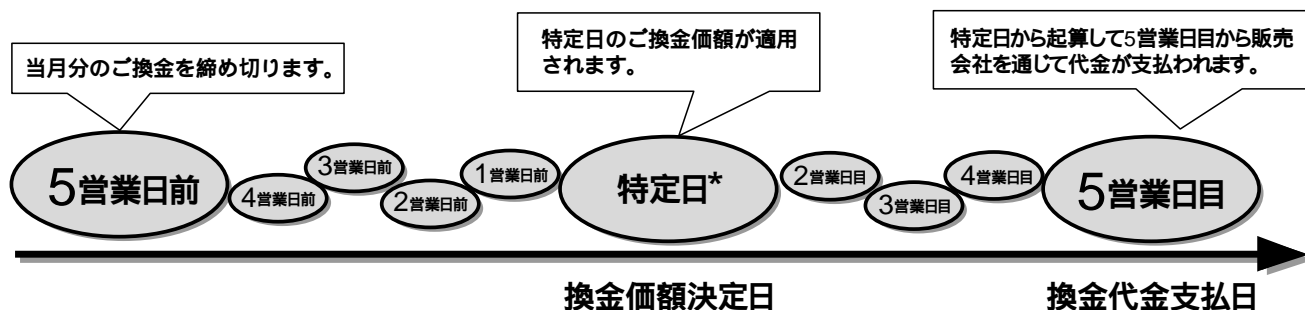 当月分のご換金を締め切ります。
特定日のご換金価額が適用
されます。
特定日から起算して5営業日目から販売
会社を通じて代金が支払われます。
5営業日前
4営業日前
3営業日前
2営業日前
1営業日前
特定日*
2営業日目
3営業日目
4営業日目
5営業日目
換金価額決定日
換金代金支払日